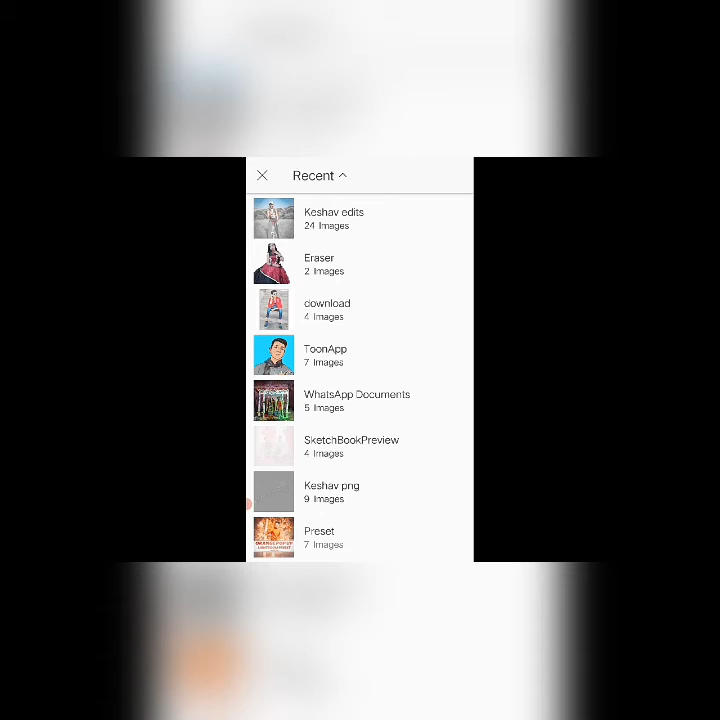 Recent
Keshav edits
24 Images
Eraser
2 Images
download
4 Images
ToonApp
7 Images
WhatsApp Documents
5 Images
SketchBookPreview
4 Images
Keshav png
9 Images
Preset
7 Images